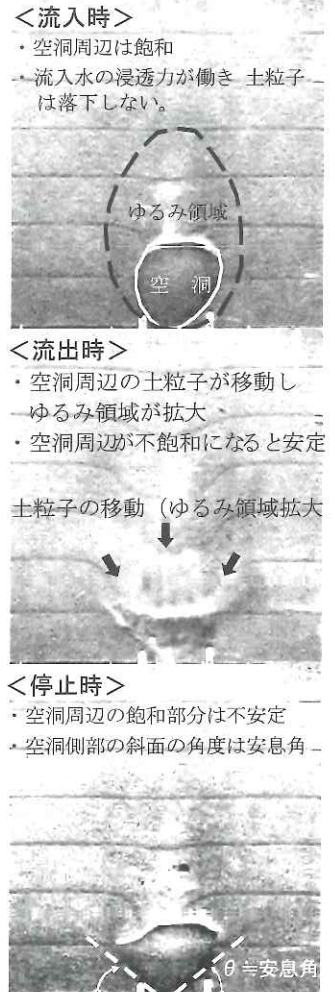 ＜流入時＞
・空洞周辺は飽和
・流入水の浸透力が働き 土粒子
は落下しない。
ゆるみ領域
空 洞
＜流出時＞
・空洞周辺の土粒子が移動し
ゆるみ領域が拡大
・空洞周辺が不飽和になると安定
土粒子の移動（ゆるみ領域拡大
＜停止時＞
・空洞周辺の飽和部分は不安定
・空洞側部の斜面の角度は安息角
θ≒安息角